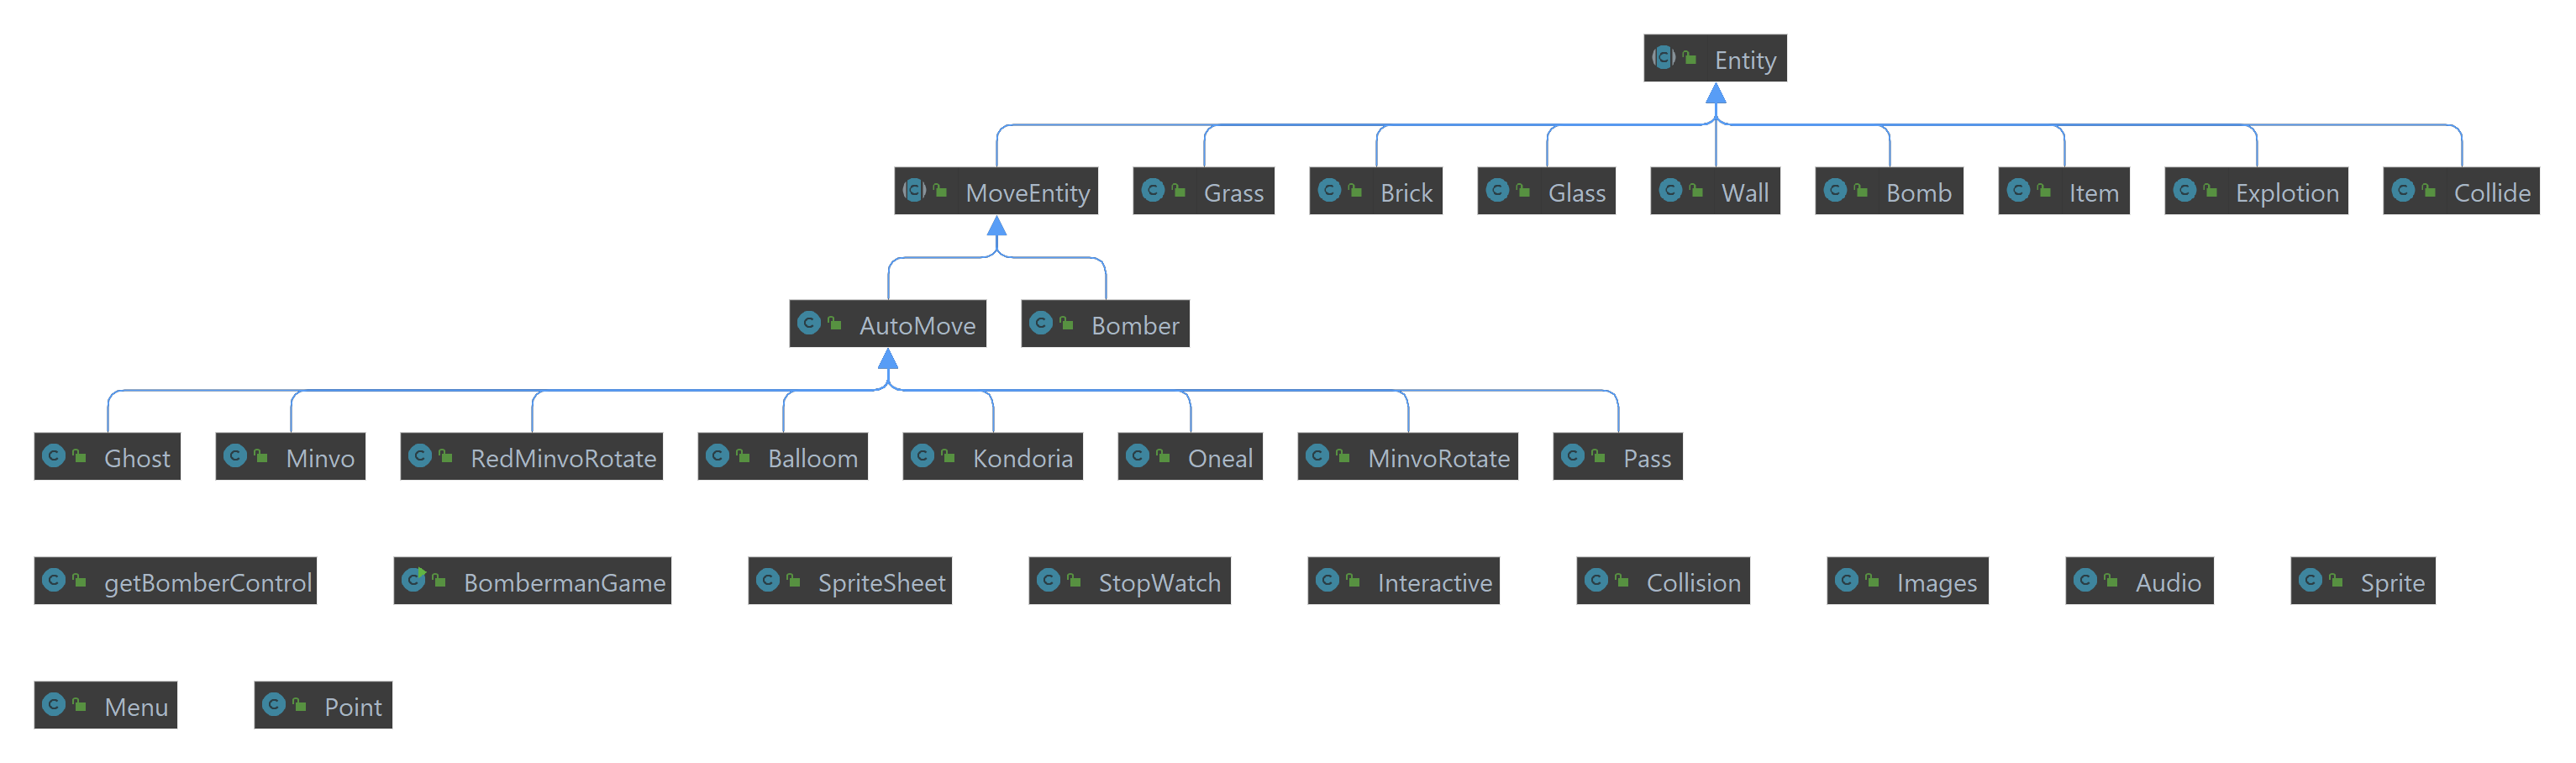 Entity
MoveEntity Grass Brick Glass Wall Bomb Item Explotion Collide
AutoMove Bomber
Ghost Minvo RedMinvoRotate Balloom Kondoria Oneal MinvoRotate Pass
getBomberControl BombermanGame SpriteSheet StopWatch Interactive Collision Images Audio Sprite
Menu Point